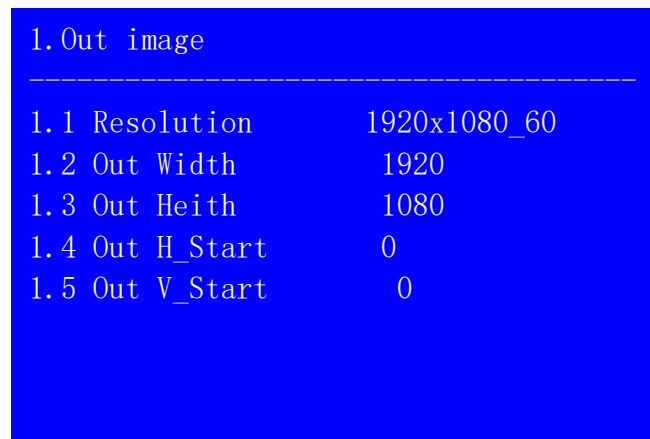 1.Out image
--------------------------------------
1.1 Resolution 1920x1080_60
1.2 Out Width 1920
1.3 Out Heith 1080
1.4 Out H_Start 0
1.5 Out V_Start 0